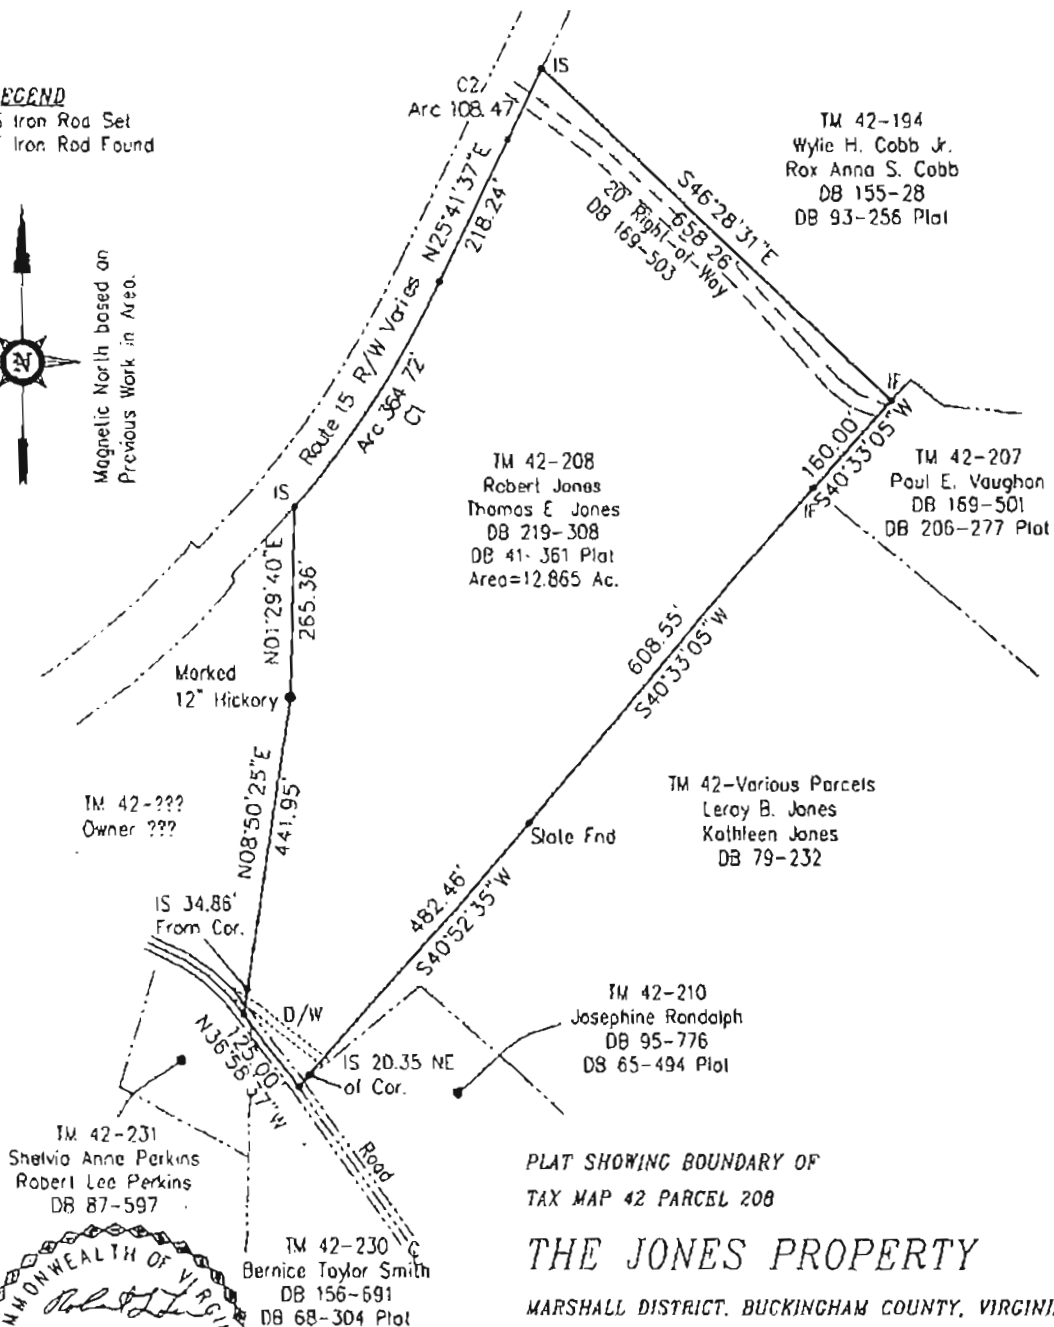 EGEND
Iron Rod Set
Iron Rod Found
Magnetic North based on
Previous Work in Area.
N
C2
Arc 108.47'
IS
N25°41'37"E
218.24'
Route 15 R/W Varies
Arc 364.72'
C1
S46°28'31"E
658.26'
20' Right-of-Way
DB 169-503
TM 42-194
Wylie H. Cobb Jr.
Rox Anna S. Cobb
DB 155-28
DB 93-256 Plat
IF
160.00'
S40°33'05"W
IF
TM 42-207
Paul E. Vaughan
DB 169-501
DB 206-277 Plat
TM 42-208
Robert Jones
Thomas E Jones
DB 219-308
DB 41-361 Plat
Area=12.865 Ac.
IS
N01°29'40"E
265.36'
Marked
12" Hickory
608.55'
S40°33'05"W
TM 42-???
Owner ???
N08°50'25"E
441.95'
TM 42-Various Parcels
Leroy B. Jones
Kathleen Jones
DB 79-232
State Fnd
482.46'
S40°52'35"W
IS 34.86'
From Cor.
D/W
125.00'
N36°58'37"W
IS 20.35 NE
of Cor.
TM 42-210
Josephine Randolph
DB 95-776
DB 65-494 Plat
Road
TM 42-231
Shelvia Anne Perkins
Robert Lee Perkins
DB 87-597
TM 42-230
Bernice Taylor Smith
DB 156-691
DB 68-304 Plat
MMONWEALTH OF VIRGINI
PLAT SHOWING BOUNDARY OF
TAX MAP 42 PARCEL 208
THE JONES PROPERTY
MARSHALL DISTRICT. BUCKINGHAM COUNTY, VIRGINI